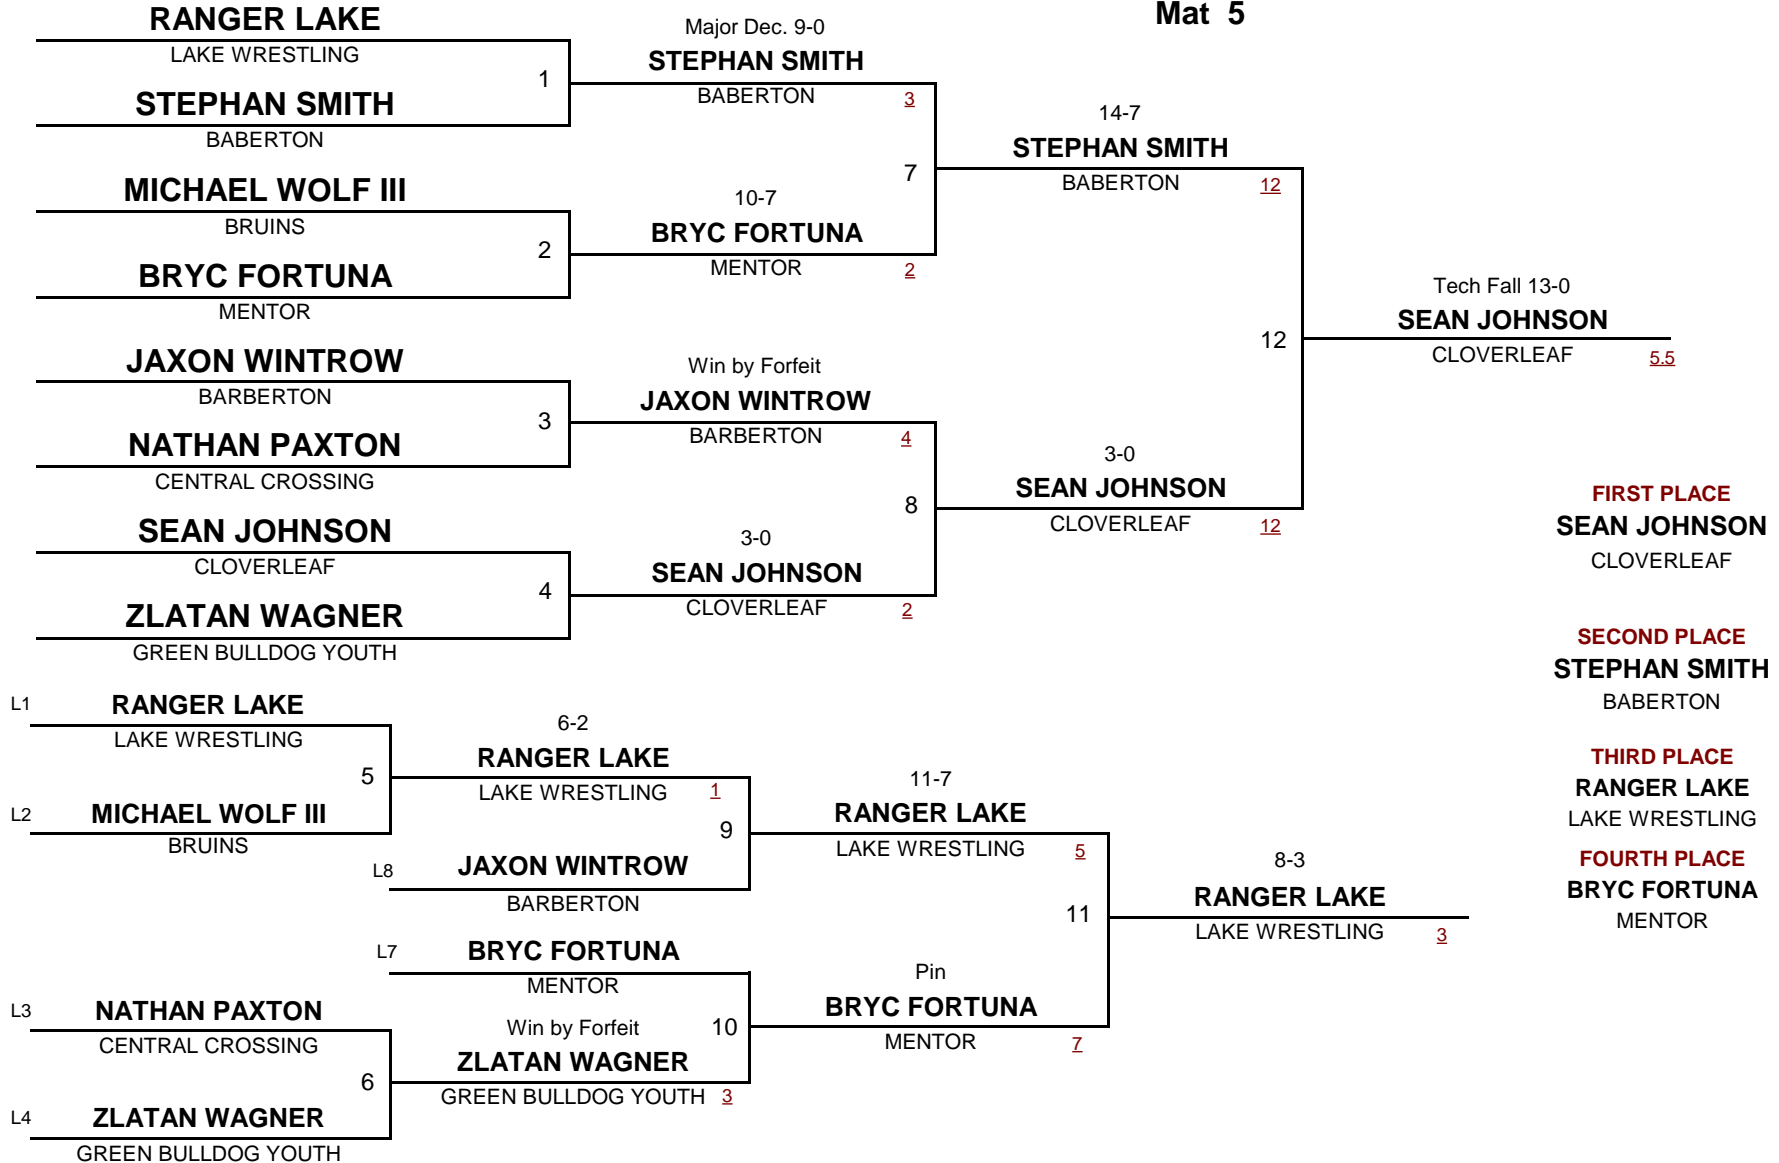 Mat 5
RANGER LAKE
LAKE WRESTLING
1
STEPHAN SMITH
BABERTON
MICHAEL WOLF III
BRUINS
2
BRYC FORTUNA
MENTOR
JAXON WINTROW
BARBERTON
3
NATHAN PAXTON
CENTRAL CROSSING
SEAN JOHNSON
CLOVERLEAF
4
ZLATAN WAGNER
GREEN BULLDOG YOUTH
Major Dec. 9-0
STEPHAN SMITH
BABERTON 3
7
10-7
BRYC FORTUNA
MENTOR 2
Win by Forfeit
JAXON WINTROW
BARBERTON 4
8
3-0
SEAN JOHNSON
CLOVERLEAF 2
14-7
STEPHAN SMITH
BABERTON 12
12
3-0
SEAN JOHNSON
CLOVERLEAF 12
Tech Fall 13-0
SEAN JOHNSON
CLOVERLEAF 5.5
FIRST PLACE
SEAN JOHNSON
CLOVERLEAF
SECOND PLACE
STEPHAN SMITH
BABERTON
THIRD PLACE
RANGER LAKE
LAKE WRESTLING
FOURTH PLACE
BRYC FORTUNA
MENTOR
L1 RANGER LAKE
LAKE WRESTLING
5
L2 MICHAEL WOLF III
BRUINS
L3 NATHAN PAXTON
CENTRAL CROSSING
6
L4 ZLATAN WAGNER
GREEN BULLDOG YOUTH
6-2
RANGER LAKE
LAKE WRESTLING 1
9
L8 JAXON WINTROW
BARBERTON
L7 BRYC FORTUNA
MENTOR
Win by Forfeit 10
ZLATAN WAGNER
GREEN BULLDOG YOUTH 3
11-7
RANGER LAKE
LAKE WRESTLING 5
11
Pin
BRYC FORTUNA
MENTOR 7
8-3
RANGER LAKE
LAKE WRESTLING 3